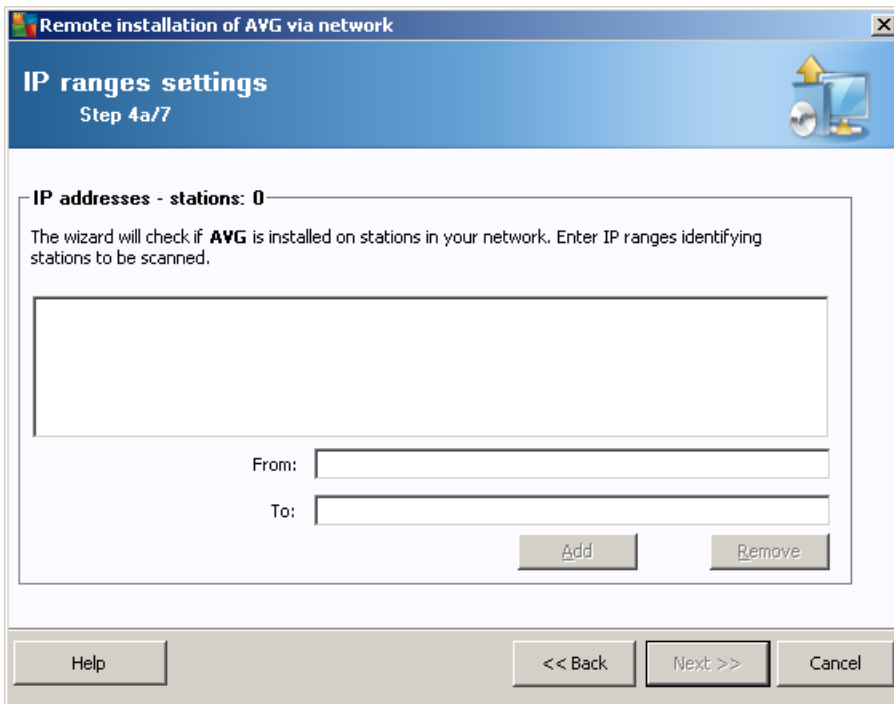 Remote installation of AVG via network
IP ranges settings
Step 4a/7
IP addresses - stations: 0
The wizard will check if AVG is installed on stations in your network. Enter IP ranges identifying
stations to be scanned.
From:
To:
Add
Remove
Help
<< Back
Next >>
Cancel